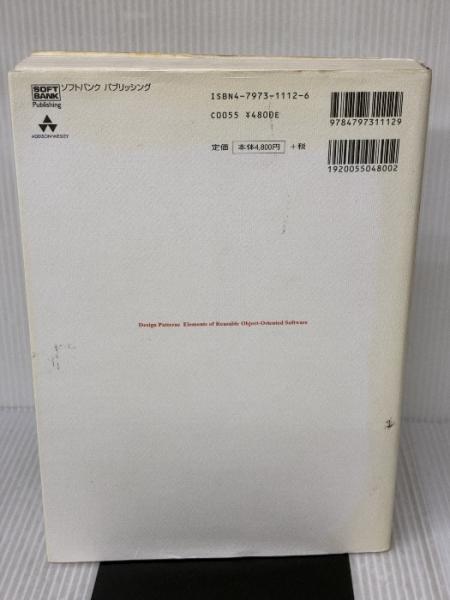 SOFT
BANK
Publishing
ソフトバンク パブリッシング
ADDISON-WESLEY
ISBN4-7973-1112-6
C0055 ¥4800E
定価 本体4,800円 +税
9784797311129
1920055048002
Design Patterns Elements of Reusable Object-Oriented Software